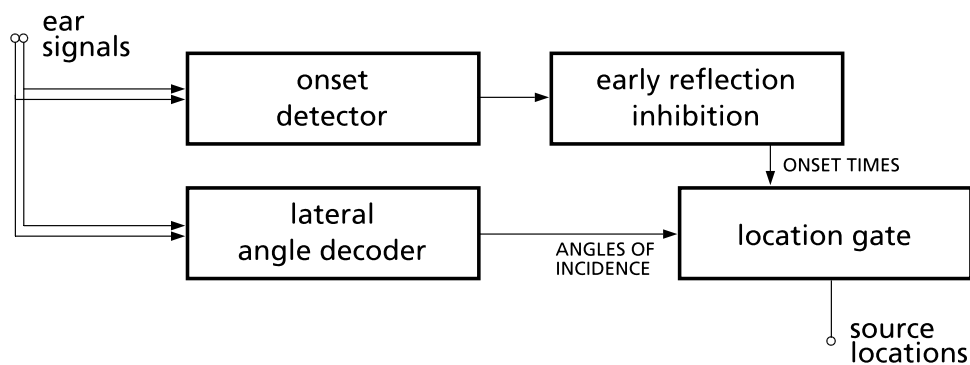 ear
signals
onset
detector
early reflection
inhibition
ONSET TIMES
lateral
angle decoder
ANGLES OF
INCIDENCE
location gate
source
locations